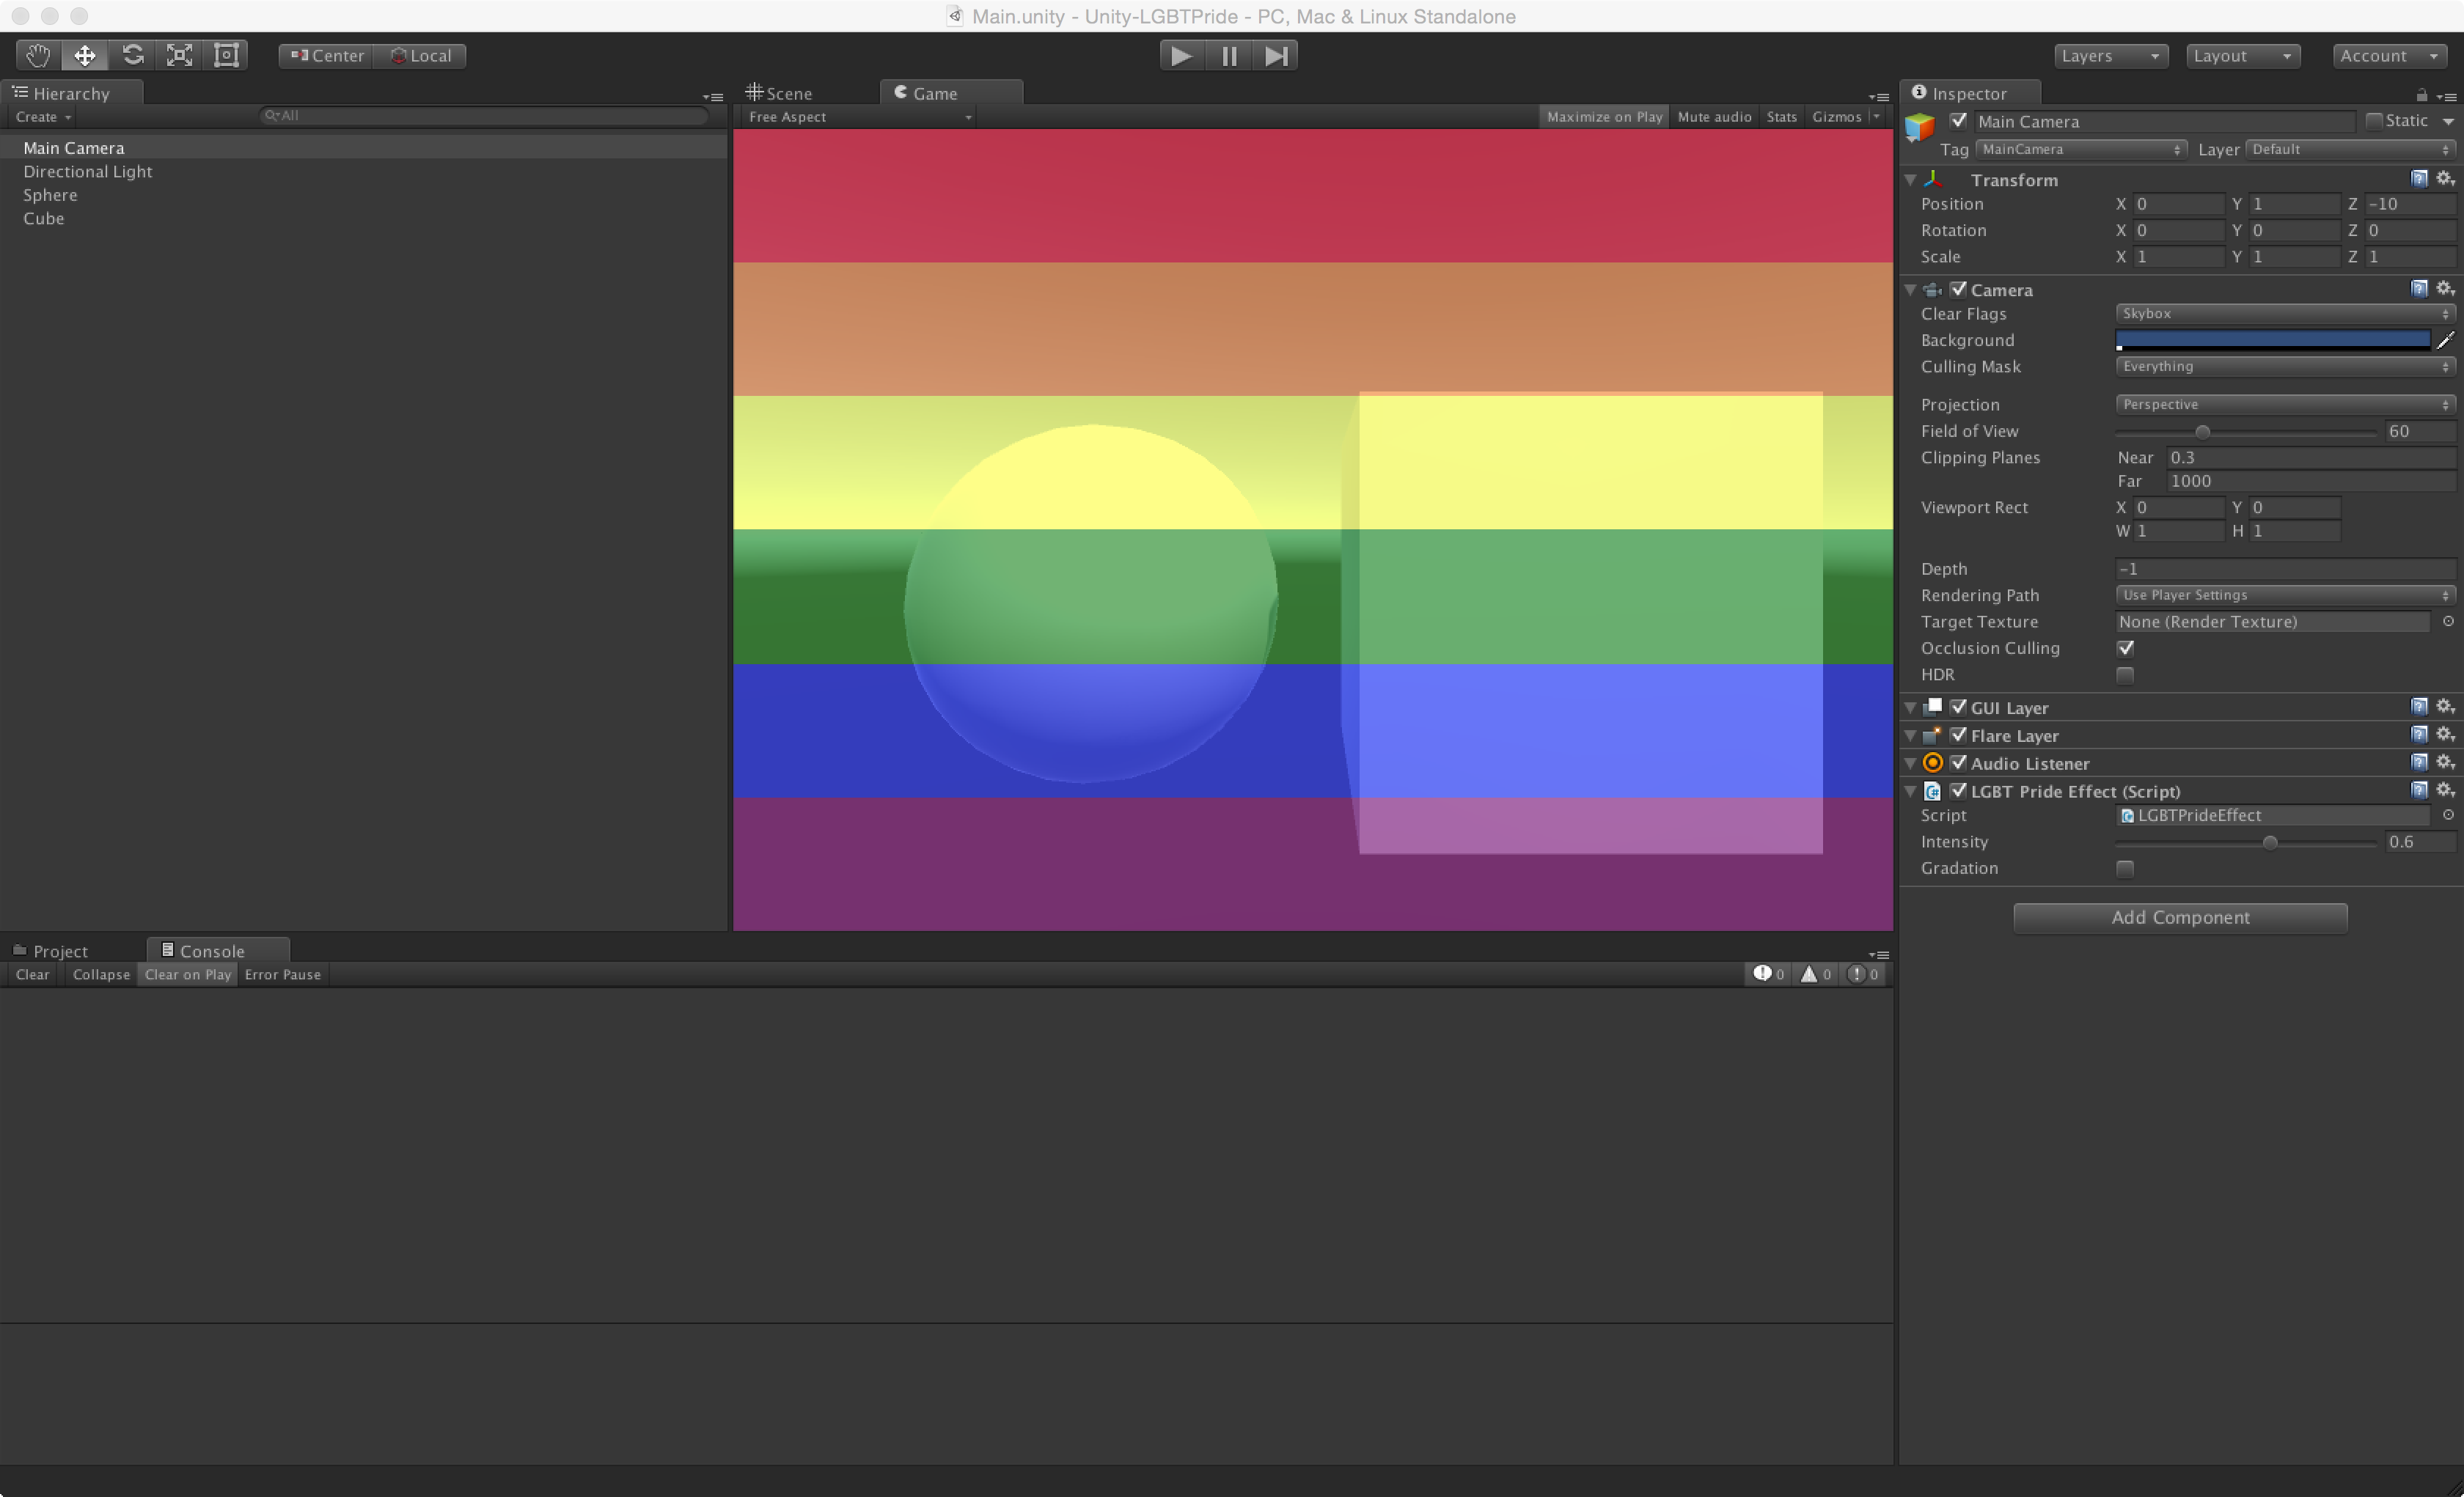 Main.unity - Unity-LGBTPride - PC, Mac & Linux Standalone
Center Local Layers Layout Account
Hierarchy
Create All
Main Camera
Directional Light
Sphere
Cube
Scene Game
Free Aspect Maximize on Play Mute audio Stats Gizmos
Inspector
Main Camera Static
Tag MainCamera Layer Default
Transform
Position X 0 Y 1 Z -10
Rotation X 0 Y 0 Z 0
Scale X 1 Y 1 Z 1
Camera
Clear Flags Skybox
Background
Culling Mask Everything
Projection Perspective
Field of View 60
Clipping Planes Near 0.3
Far 1000
Viewport Rect X 0 Y 0
W 1 H 1
Depth -1
Rendering Path Use Player Settings
Target Texture None (Render Texture)
Occlusion Culling
HDR
GUI Layer
Flare Layer
Audio Listener
LGBT Pride Effect (Script)
Script LGBTPrideEffect
Intensity 0.6
Gradation
Add Component
Project Console
Clear Collapse Clear on Play Error Pause 0 0 0